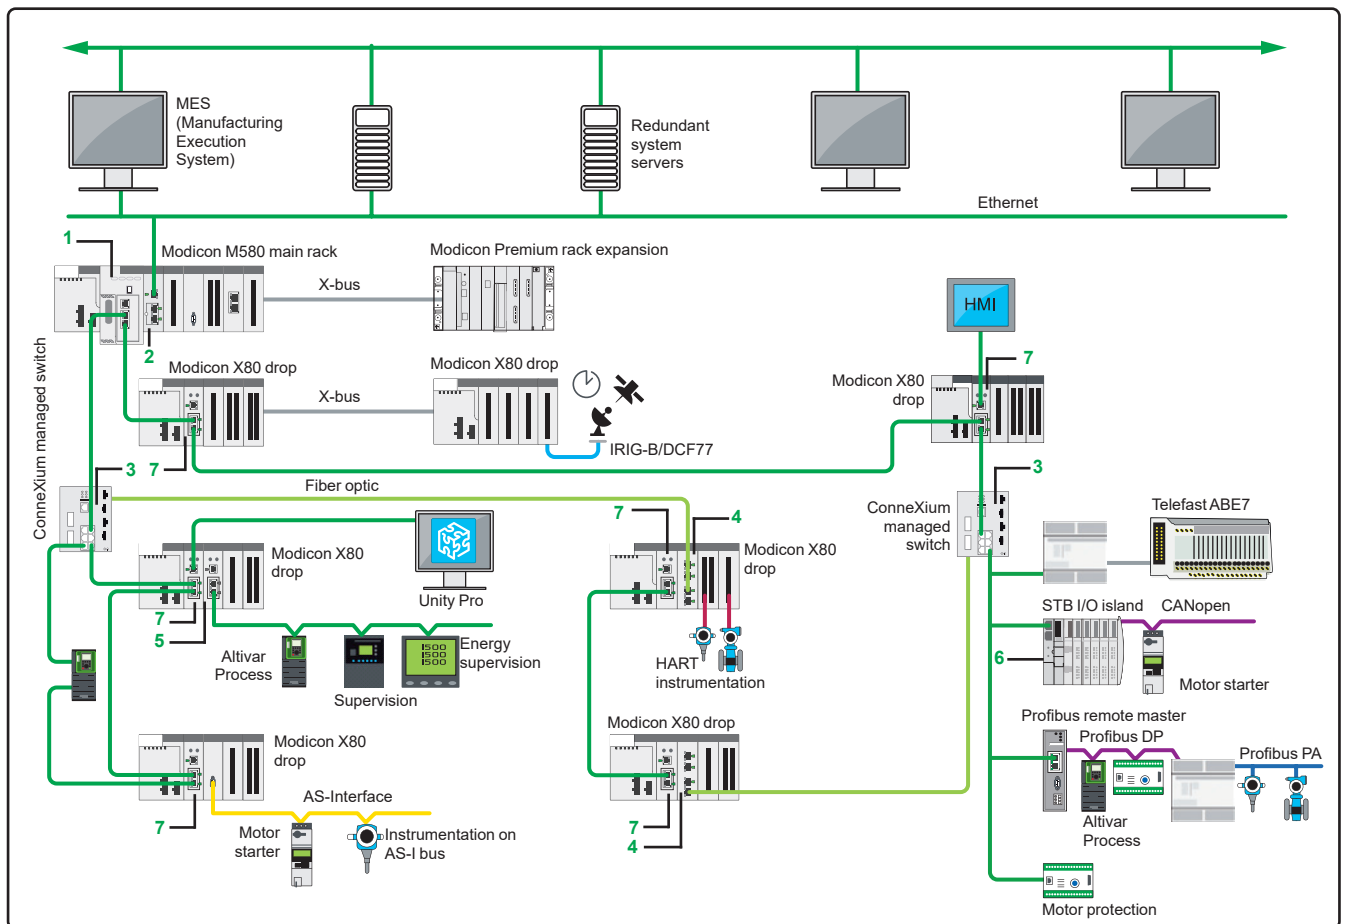 MES
(Manufacturing
Execution
System)
Redundant
system
servers
Ethernet
1
Modicon M580 main rack
Modicon Premium rack expansion
X-bus
HMI
2
7
Modicon X80 drop
Modicon X80 drop
Modicon X80
drop
X-bus
IRIG-B/DCF77
ConneXium managed switch
3
7
3
Fiber optic
ConneXium
managed
switch
Telefast ABE7
7
4
Modicon X80
drop
Modicon X80
drop
Unity Pro
7
5
STB I/O island
CANopen
6
Motor starter
Altivar
Process
Supervision
Energy
supervision
1500
1500
1500
HART
instrumentation
Modicon X80
drop
Modicon X80 drop
Profibus remote master
Profibus DP
Profibus PA
7
AS-Interface
Motor
starter
Instrumentation on
AS-I bus
7
4
Altivar
Process
Motor protection